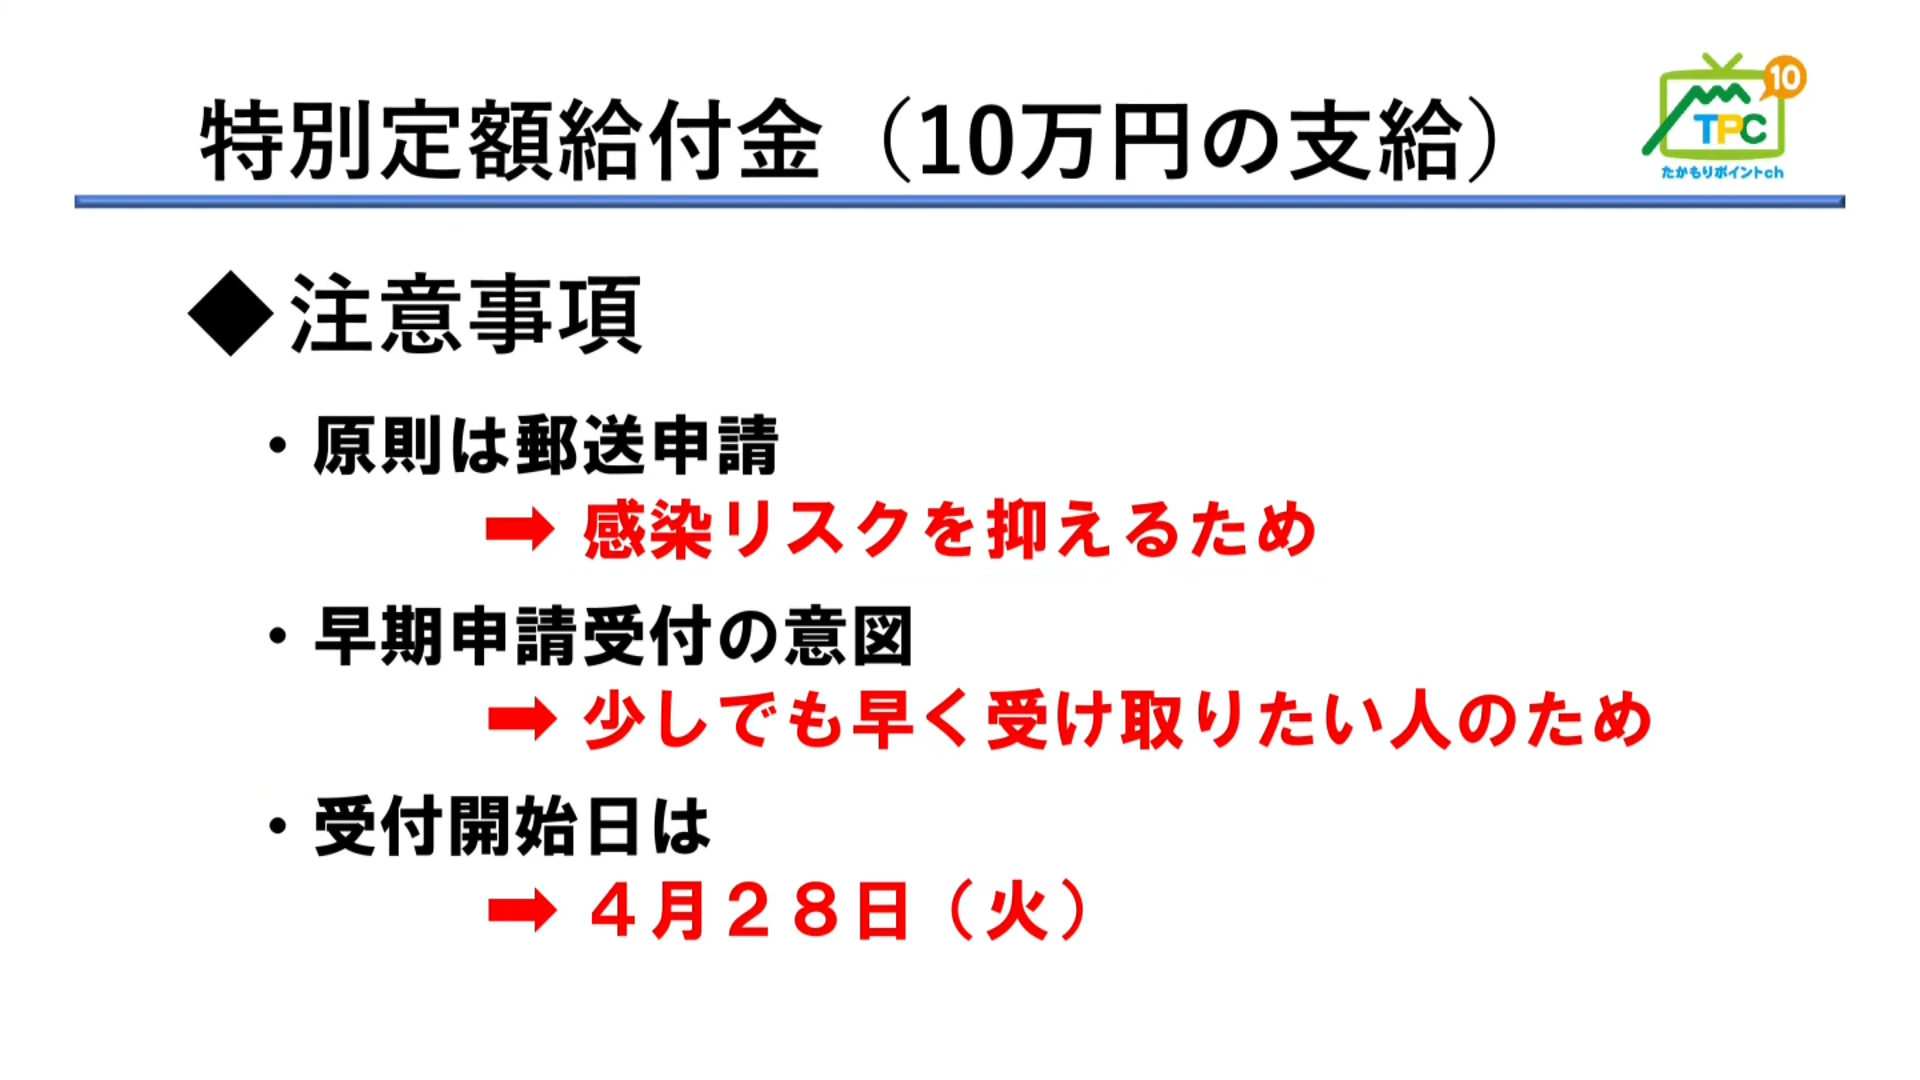 特別定額給付金（10万円の支給）
10
TPC
たかもりポイントch
◆注意事項
・原則は郵送申請
➡ 感染リスクを抑えるため
・早期申請受付の意図
➡ 少しでも早く受け取りたい人のため
・受付開始日は
➡ ４月２８日（火）